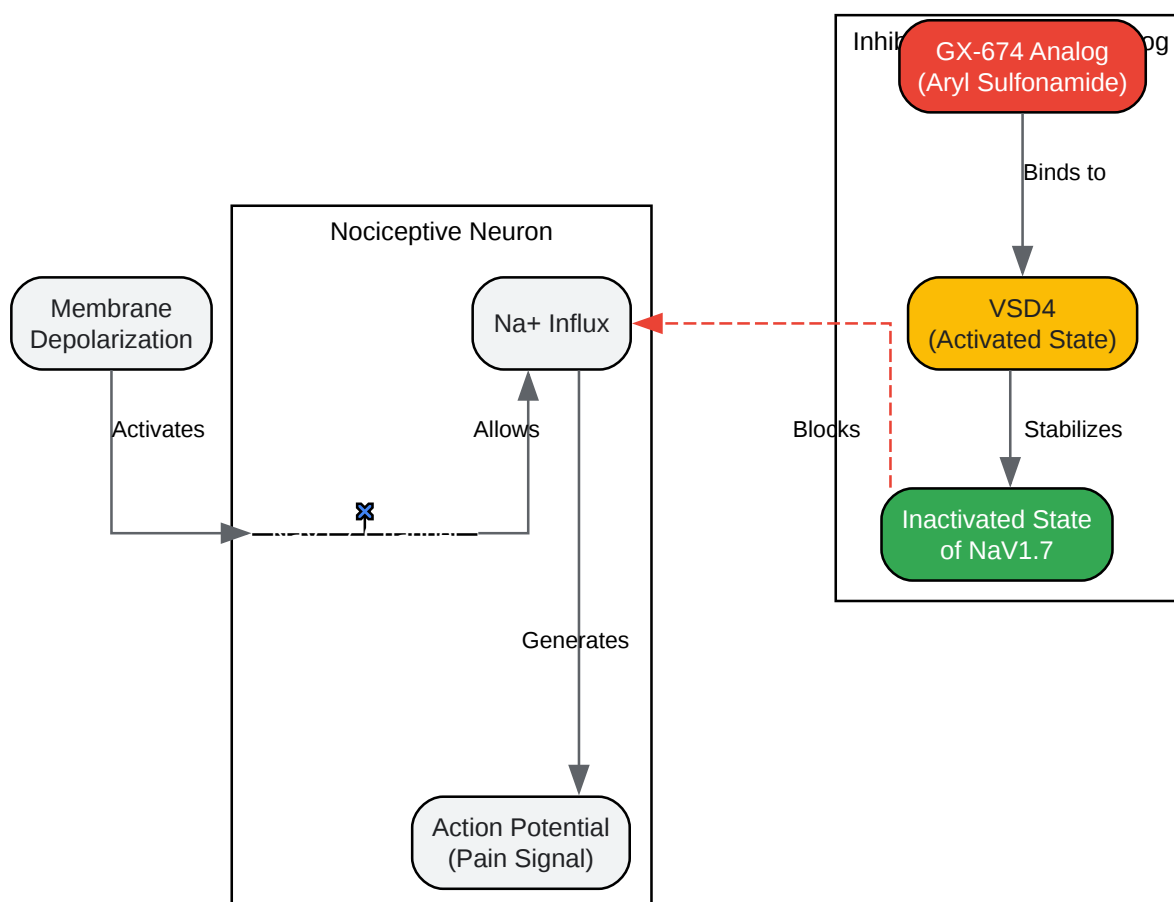 Inhib
og
GX-674 Analog
(Aryl Sulfonamide)
Binds to
Nociceptive Neuron
Membrane
Depolarization
Na+ Influx
VSD4
(Activated State)
Activates
Allows
Blocks
Stabilizes
Inactivated State
of NaV1.7
Generates
Action Potential
(Pain Signal)